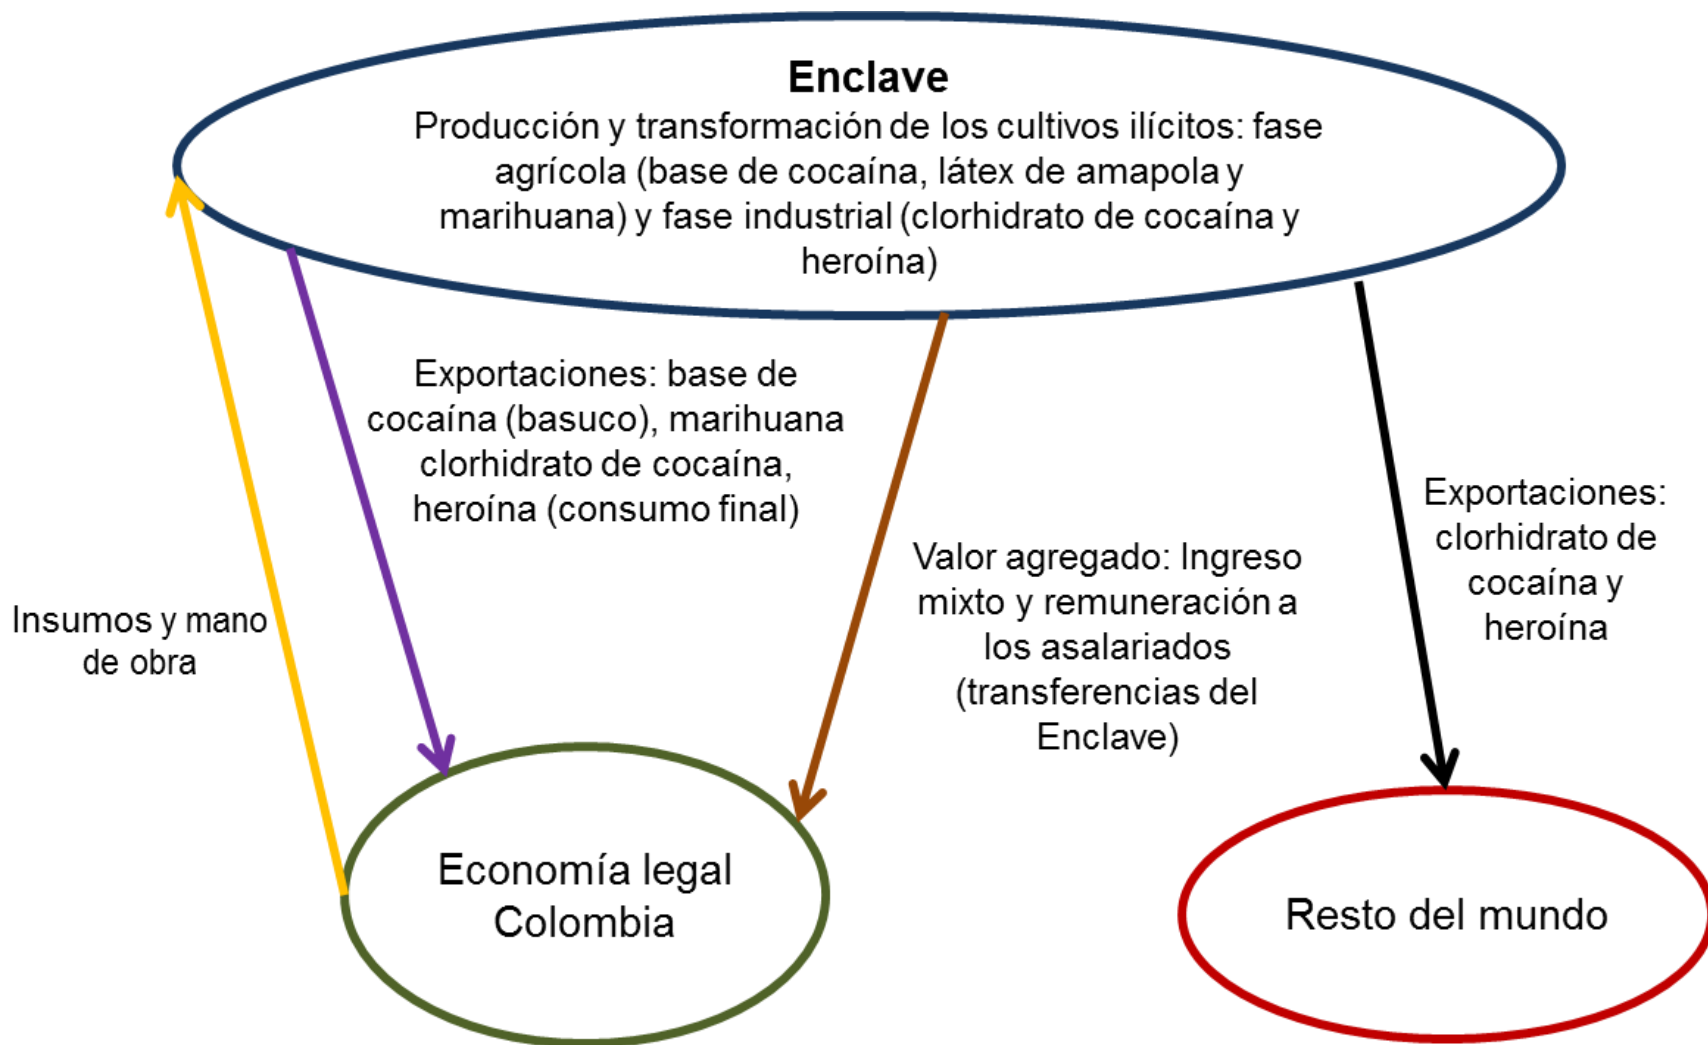 Enclave
Producción y transformación de los cultivos ilícitos: fase
agrícola (base de cocaína, látex de amapola y
marihuana) y fase industrial (clorhidrato de cocaína y
heroína)
Exportaciones: base de
cocaína (basuco), marihuana
clorhidrato de cocaína,
heroína (consumo final)
Exportaciones:
clorhidrato de
cocaína y
heroína
Valor agregado: Ingreso
mixto y remuneración a
los asalariados
(transferencias del
Enclave)
Insumos y mano
de obra
Economía legal
Colombia
Resto del mundo